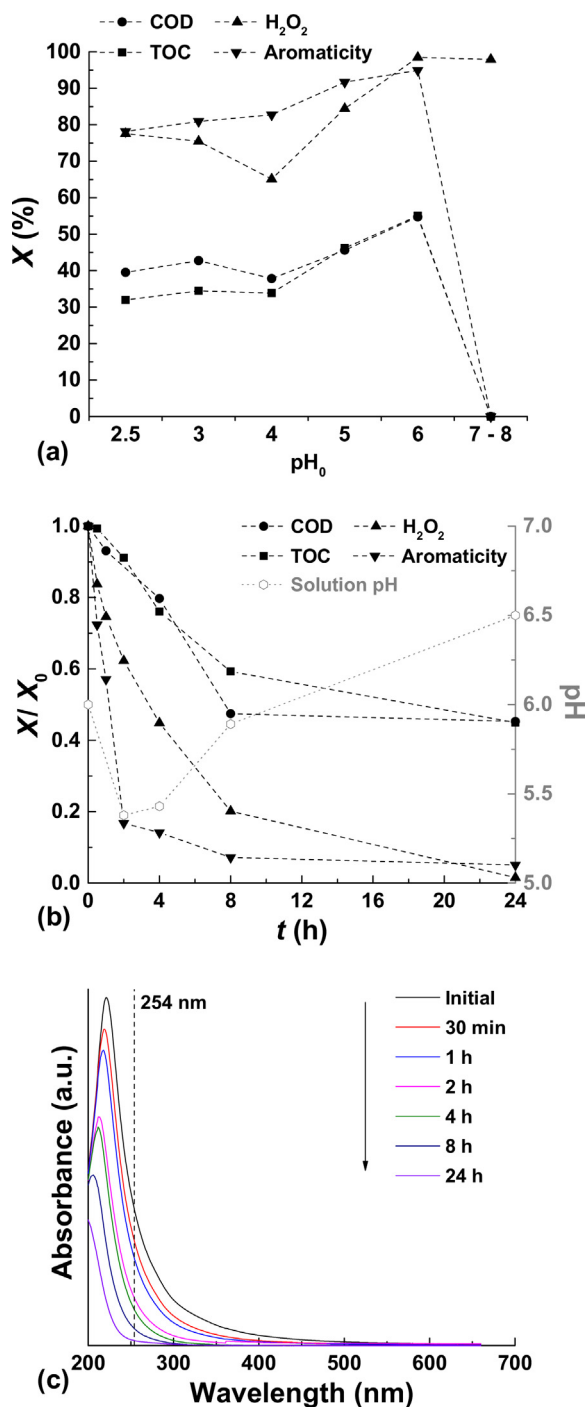 COD H₂O₂
TOC Aromaticity
100
90
80
70
60
50
40
30
20
10
0
X (%)
2.5 3 4 5 6 7 - 8
pH₀
(a)
COD H₂O₂
TOC Aromaticity
Solution pH
1.0
0.8
0.6
0.4
0.2
0.0
X/ X₀
7.0
6.5
6.0
5.5
5.0
pH
0 4 8 12 16 20 24
t (h)
(b)
254 nm
Initial
30 min
1 h
2 h
4 h
8 h
24 h
Absorbance (a.u.)
200 300 400 500 600 700
Wavelength (nm)
(c)